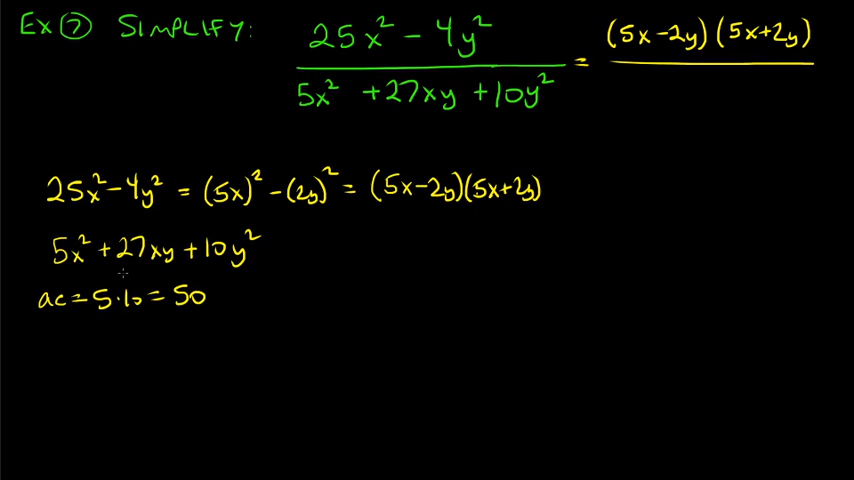 Ex ⑦ SIMPLIFY: (25x² - 4y²)/(5x² + 27xy + 10y²) = (5x-2y)(5x+2y)
25x² - 4y² = (5x)² - (2y)² = (5x-2y)(5x+2y)
5x² + 27xy + 10y²
ac = 5·10 = 50